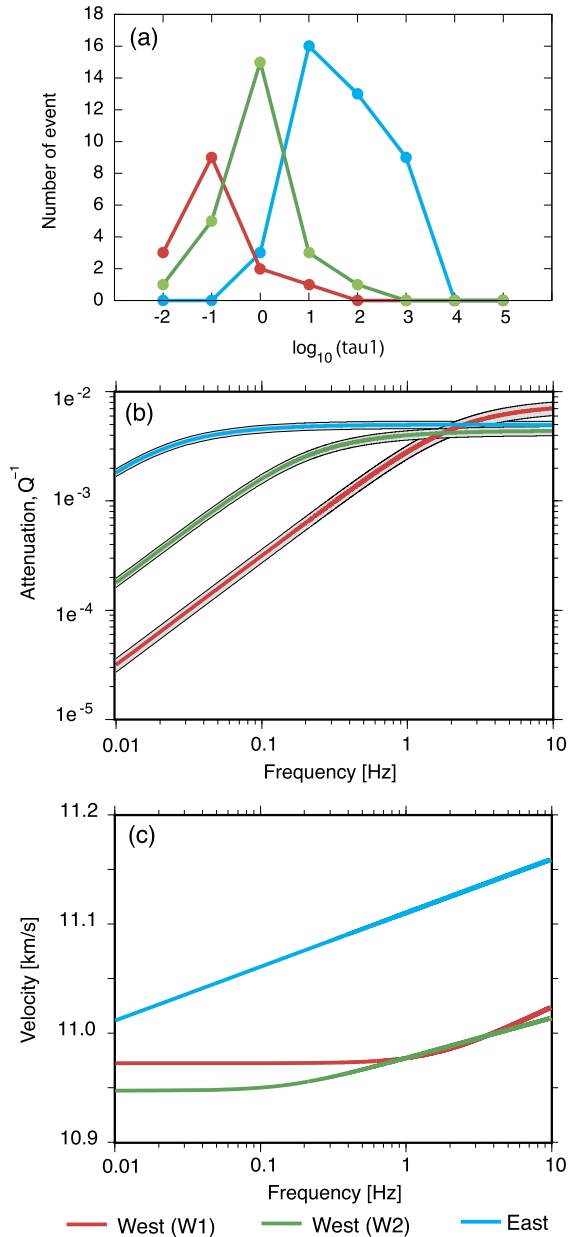 (a)
18
16
14
12
10
8
6
4
2
0
Number of event
-2 -1 0 1 2 3 4 5
log10 (tau1)
(b)
1e−2
1e−3
1e−4
1e−5
Attenuation, Q−1
0.01 0.1 1 10
Frequency [Hz]
(c)
11.2
11.1
11.0
10.9
Velocity [km/s]
0.01 0.1 1 10
Frequency [Hz]
West (W1) West (W2) East